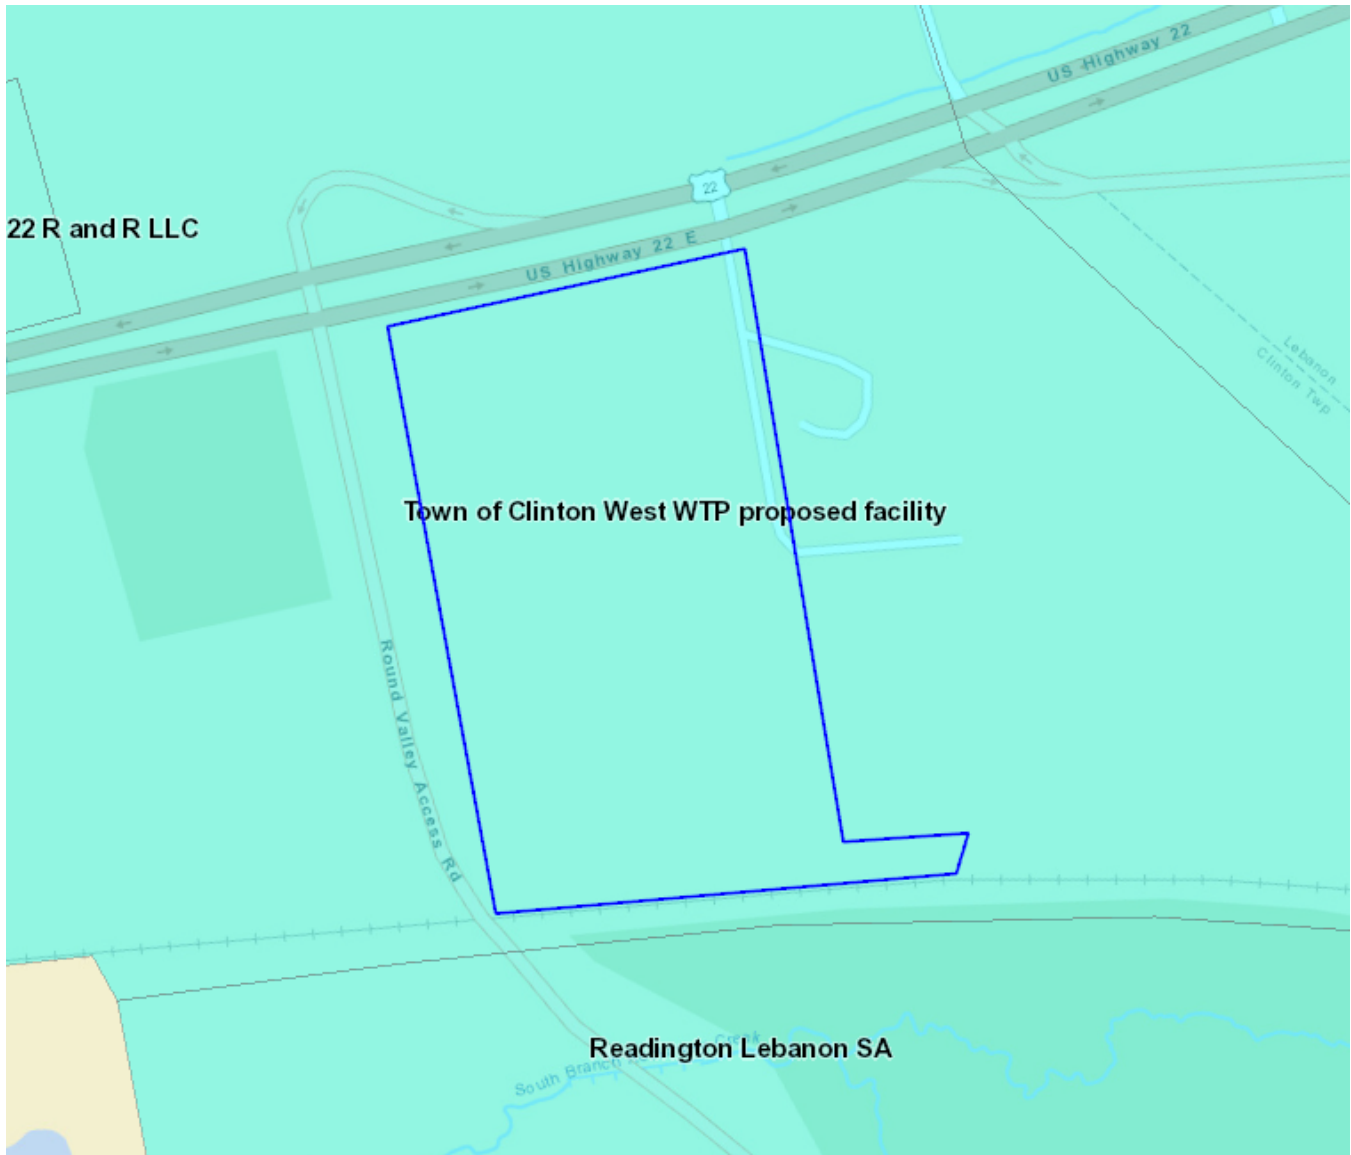 US Highway 22
22
22 R and R LLC
US Highway 22 E
Lebanon
Clinton Twp
Town of Clinton West WTP proposed facility
Round Valley Access Rd
Readington Lebanon SA
South Branch
Creek